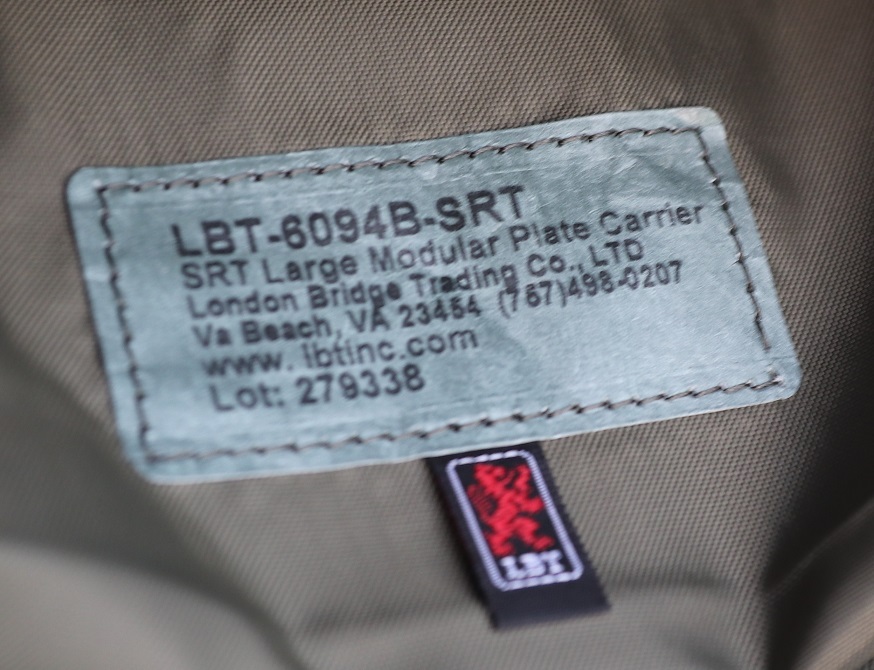 LBT-6094B-SRT
SRT Large Modular Plate Carrier
London Bridge Trading Co., LTD
Va Beach, VA 23454 (757)498-0207
www.lbtinc.com
Lot: 279338
LBT